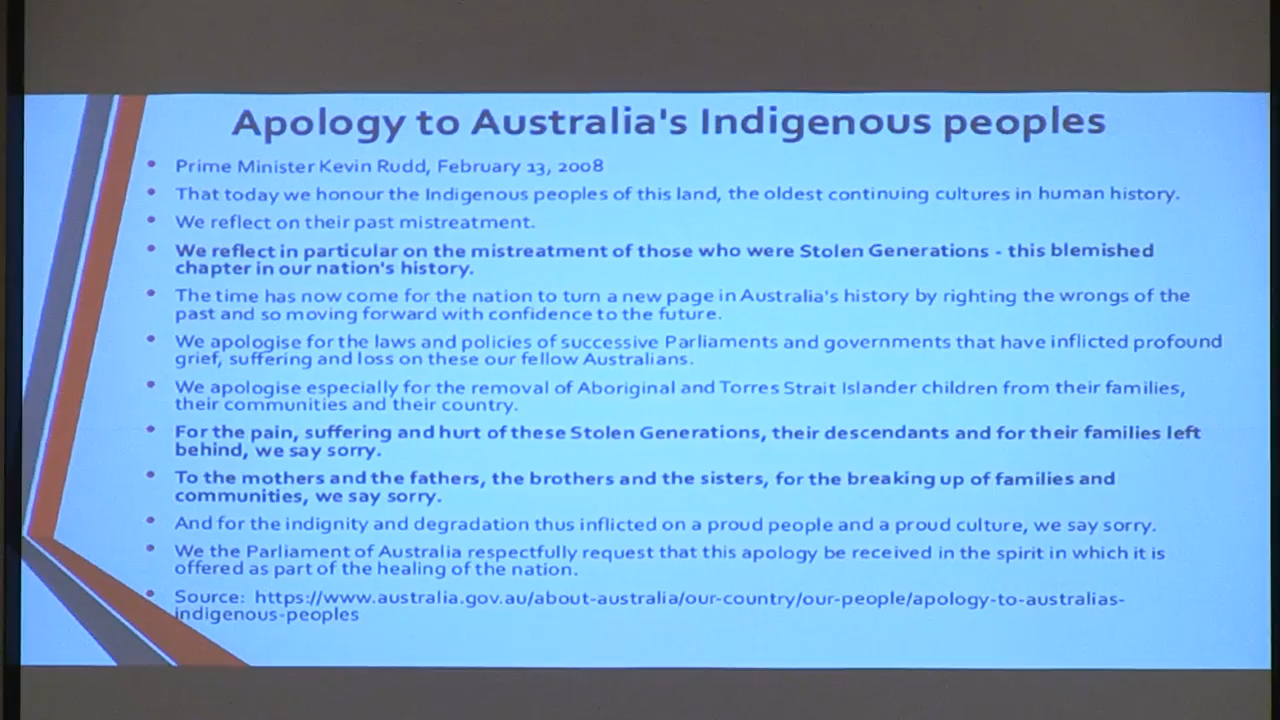 Apology to Australia's Indigenous peoples
• Prime Minister Kevin Rudd, February 13, 2008
• That today we honour the Indigenous peoples of this land, the oldest continuing cultures in human history.
• We reflect on their past mistreatment.
• We reflect in particular on the mistreatment of those who were Stolen Generations - this blemished
chapter in our nation's history.
• The time has now come for the nation to turn a new page in Australia's history by righting the wrongs of the
past and so moving forward with confidence to the future.
• We apologise for the laws and policies of successive Parliaments and governments that have inflicted profound
grief, suffering and loss on these our fellow Australians.
• We apologise especially for the removal of Aboriginal and Torres Strait Islander children from their families,
their communities and their country.
• For the pain, suffering and hurt of these Stolen Generations, their descendants and for their families left
behind, we say sorry.
• To the mothers and the fathers, the brothers and the sisters, for the breaking up of families and
communities, we say sorry.
• And for the indignity and degradation thus inflicted on a proud people and a proud culture, we say sorry.
• We the Parliament of Australia respectfully request that this apology be received in the spirit in which it is
offered as part of the healing of the nation.
• Source: https://www.australia.gov.au/about-australia/our-country/our-people/apology-to-australias-
indigenous-peoples